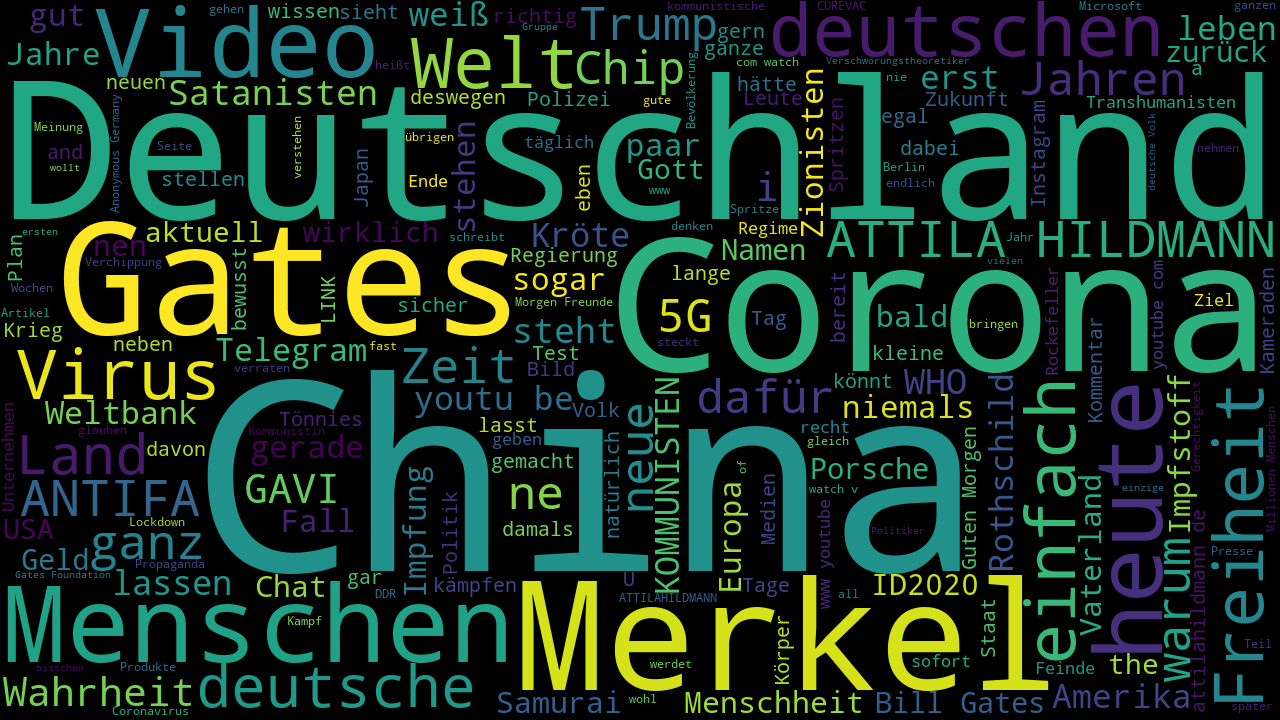 gut
Video
wissen
sieht
weiß
richtig
kommunistische
CUREVAC
Microsoft
ganzen
gehen
Gruppe
Trump
gern
ganze
deutschen
leben
zurück
Jahre
heißt
Welt
Chip
com watch
Verschwörungstheoretiker
nie
a
neuen
Satanisten
deswegen
Polizei
gute
Bevölkerung
hätte
Leute
Zionisten
Spritzen
erst
Zukunft
Jahren
egal
Instagram
Transhumanisten
Deutschland
Meinung
and
wollt
Anonymous Germany
Seite
stellen
verstehen
Japan
übrigen
Ende
stehen
täglich
eben
paar
Gott
www
i
Spritze
dabei
Berlin
endlich
deutsche Volk
nehmen
ersten
Plan
nen
aktuell
wirklich
schreibt
Kröte
denken
Regime
Namen
ATTILA HILDMANN
Jahr
vielen
Verchippung
Wochen
Gates
bewusst
LINK
Regierung
sogar
Morgen Freunde
lange
Corona
Artikel
Krieg
sicher
5G
Tag
bereit
bald
bringen
Ziel
Rockefeller
youtube com
Kameraden
neben
steht
steckt
kleine
Virus
Telegram
fast
verraten
Zeit
Test
Bild
dafür
könnt
WHO
Kommentar
Unternehmen
Weltbank
Tönnies
youtu be
Volk
niemals
glauben
Kommunistin
lasst
geben
neue
KOMMUNISTEN
recht
gleich
Rothschild
einfach
heute
Impfstoff
Gerechtigkeit
Freiheit
Millionen Menschen
Land
davon
gerade
China
gemacht
natürlich
of
Porsche
Guten Morgen
ANTIFA
GAVI
ne
Europa
Medien
watch v
Vaterland
einzige
USA
Lockdown
Fall
Impfung
Politik
damals
www youtube
Politiker
Warum
attilahildmann de
Geld
ganz
Propaganda
Presse
Gates Foundation
lassen
Chat
gar
DDR
kämpfen
u
ATTILAHILDMANN
Tage
all
ID2020
Menschen
Kampf
Merkel
Körper
Staat
werdet
sofort
Feinde
the
Teil
bisschen
Produkte
Wahrheit
deutsche
Coronavirus
Samurai
wohl
Menschheit
Bill Gates
Amerika
später